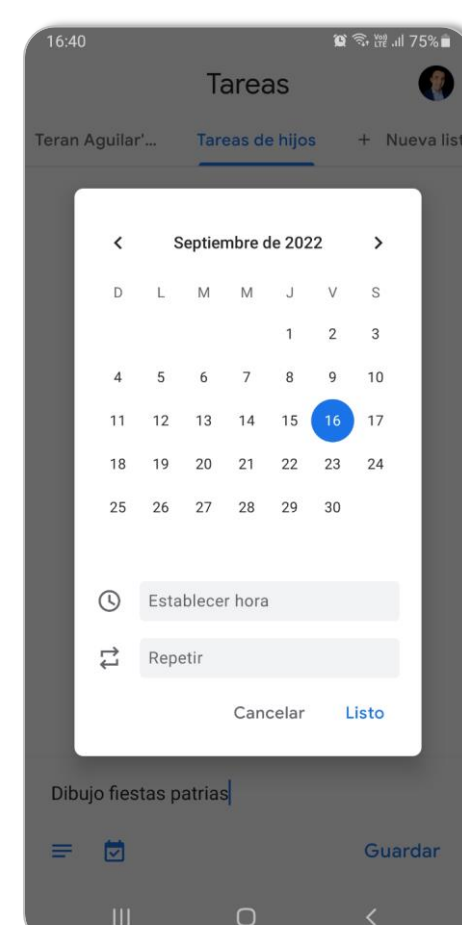 16:40 Vo)) LTE 75%
Tareas
Teran Aguilar'... Tareas de hijos + Nueva list
< Septiembre de 2022 >
D L M M J V S
1 2 3
4 5 6 7 8 9 10
11 12 13 14 15 16 17
18 19 20 21 22 23 24
25 26 27 28 29 30
Establecer hora
Repetir
Cancelar Listo
Dibujo fiestas patrias
Guardar